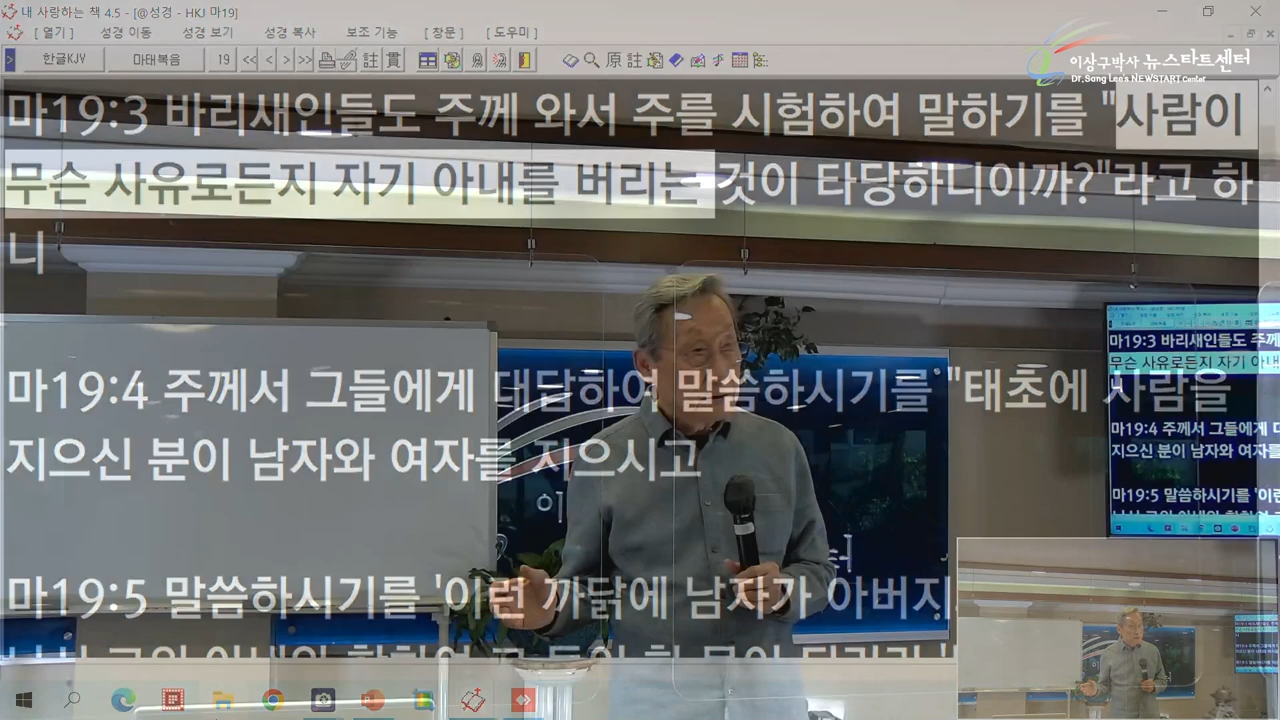 내 사랑하는 책 4.5 - [@성경 - HKJ 마19]
[ 열기 ] 성경 이동 성경 보기 성경 복사 보조 기능 [ 창문 ] [ 도우미 ]
한글KJV 마태복음 19 << < > >> 註 貫 原 註
이상구박사 뉴스타트센터
Dr. Sang Lee's NEWSTART Center
마19:3 바리새인들도 주께 와서 주를 시험하여 말하기를 "사람이
무슨 사유로든지 자기 아내를 버리는 것이 타당하니이까?"라고 하
니
마19:4 주께서 그들에게 대답하여 말씀하시기를 "태초에 사람을
지으신 분이 남자와 여자를 지으시고
마19:5 말씀하시기를 '이런 까닭에 남자가 아버지
마19:3 바리새인들도 주께
무슨 사유로든지 자기 아내
마19:4 주께서 그들에게
지으신 분이 남자와 여자를
마19:5 말씀하시기를 '이런